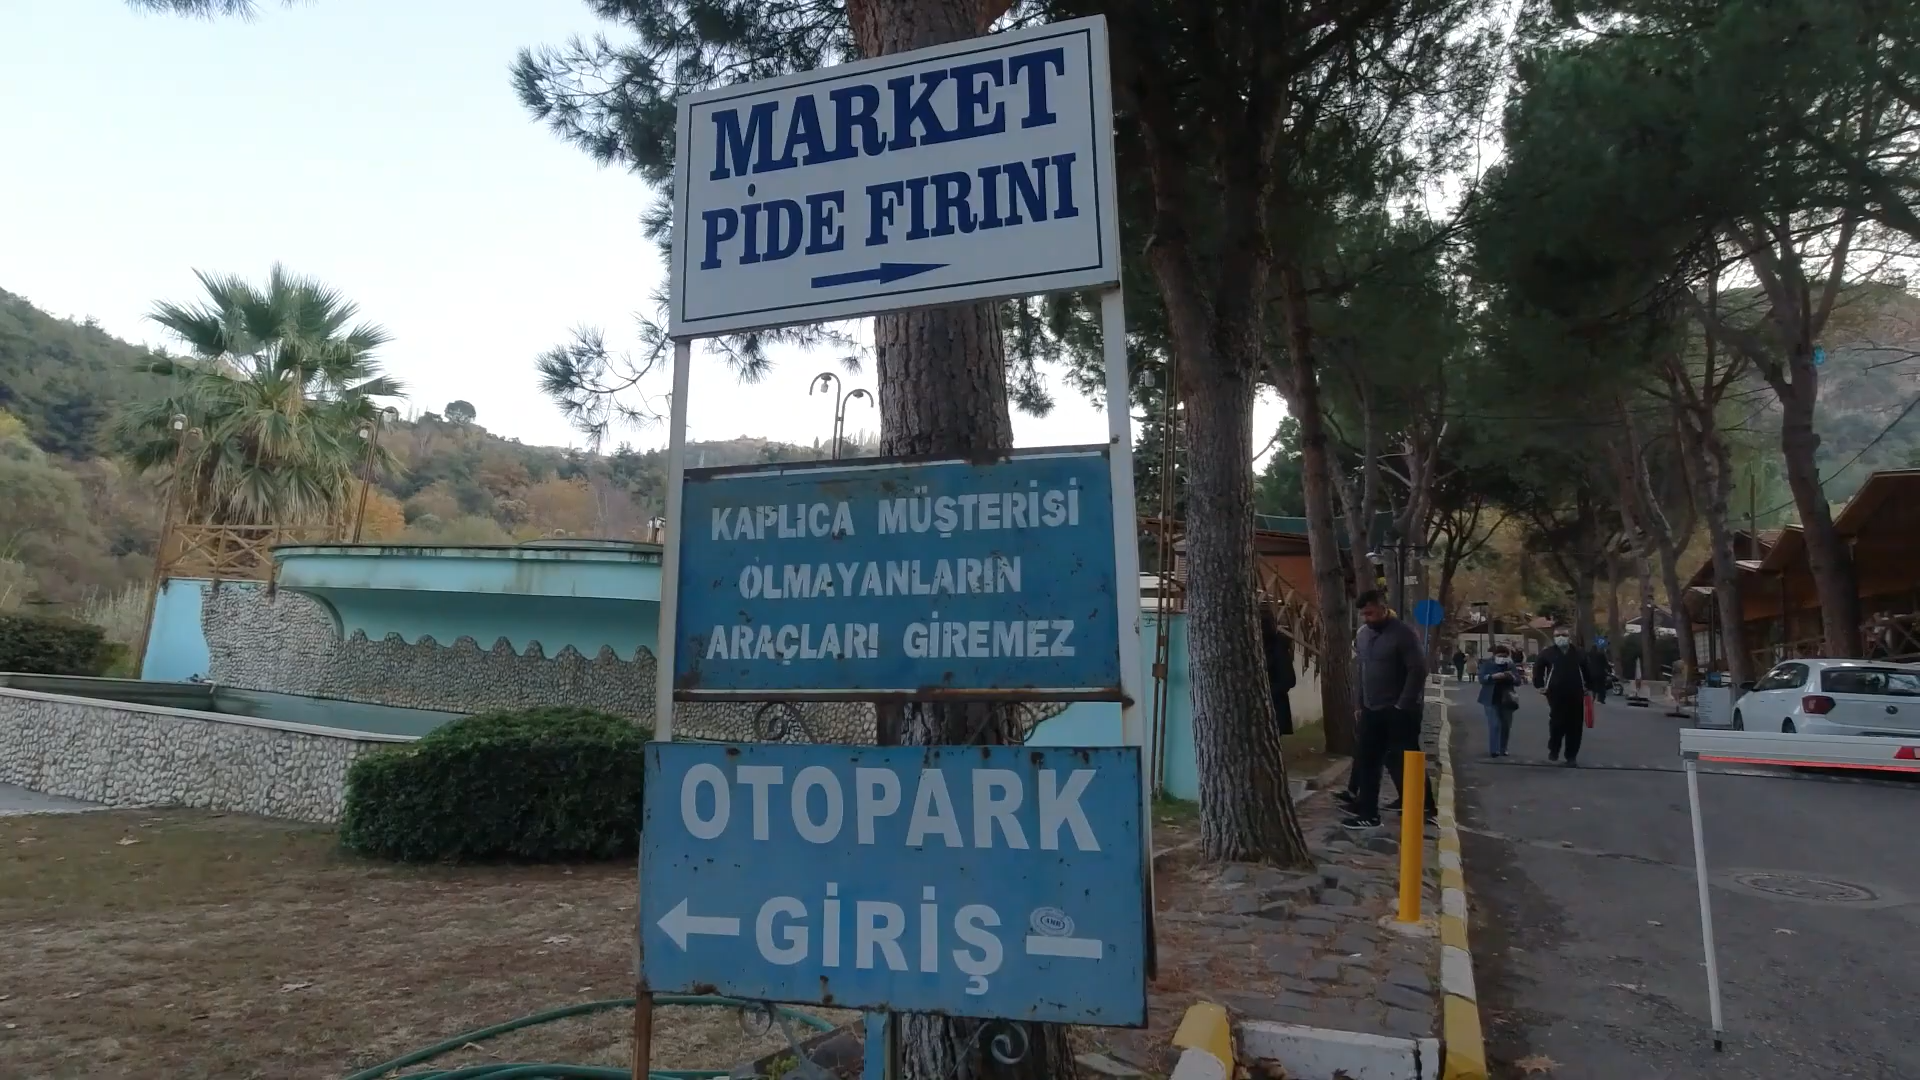 MARKET
PİDE FIRINI
KAPLICA MÜŞTERİSİ
OLMAYANLARIN
ARAÇLARI GİREMEZ
OTOPARK
GİRİŞ